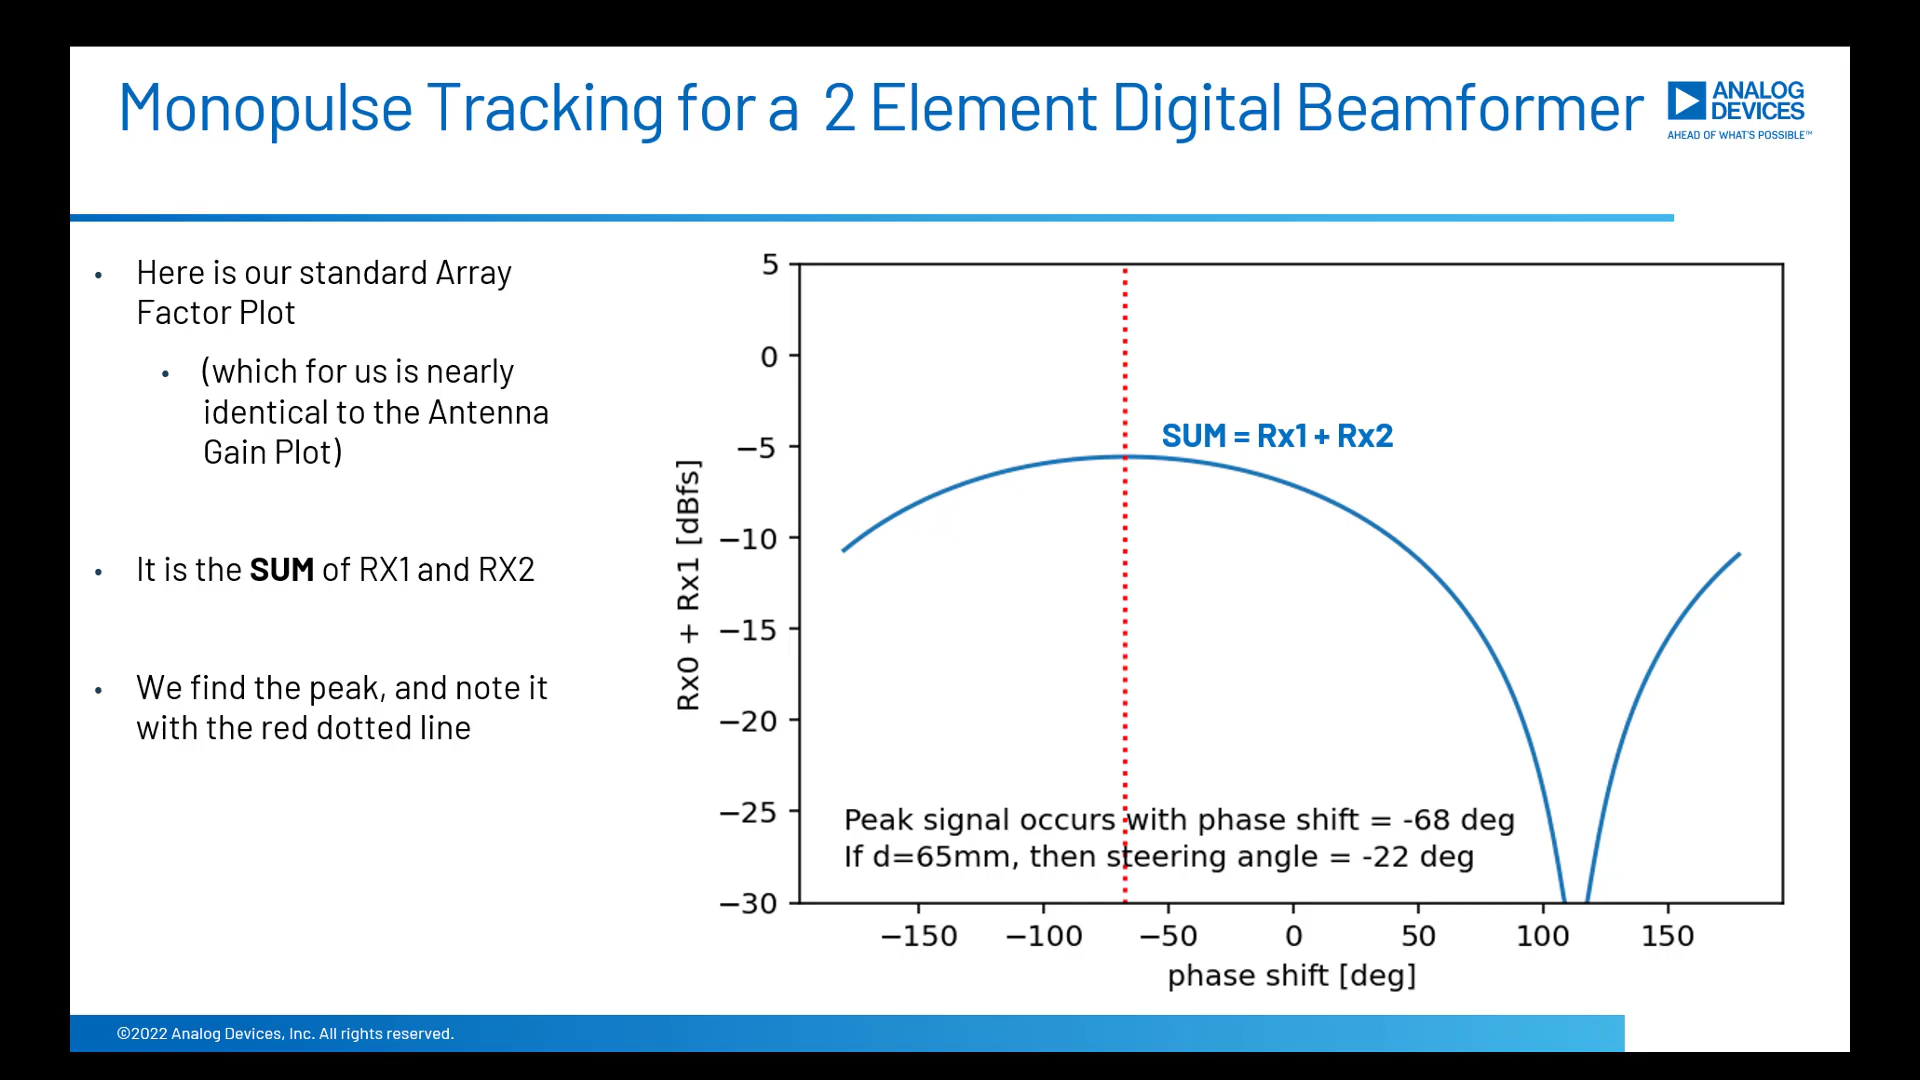 Monopulse Tracking for a 2 Element Digital Beamformer
ANALOG
DEVICES
AHEAD OF WHAT'S POSSIBLE™
• Here is our standard Array
Factor Plot
• (which for us is nearly
identical to the Antenna
Gain Plot)
• It is the SUM of RX1 and RX2
• We find the peak, and note it
with the red dotted line
5
0
−5
−10
−15
−20
−25
−30
Rx0 + Rx1 [dBfs]
SUM = Rx1 + Rx2
Peak signal occurs with phase shift = -68 deg
If d=65mm, then steering angle = -22 deg
−150 −100 −50 0 50 100 150
phase shift [deg]
©2022 Analog Devices, Inc. All rights reserved.